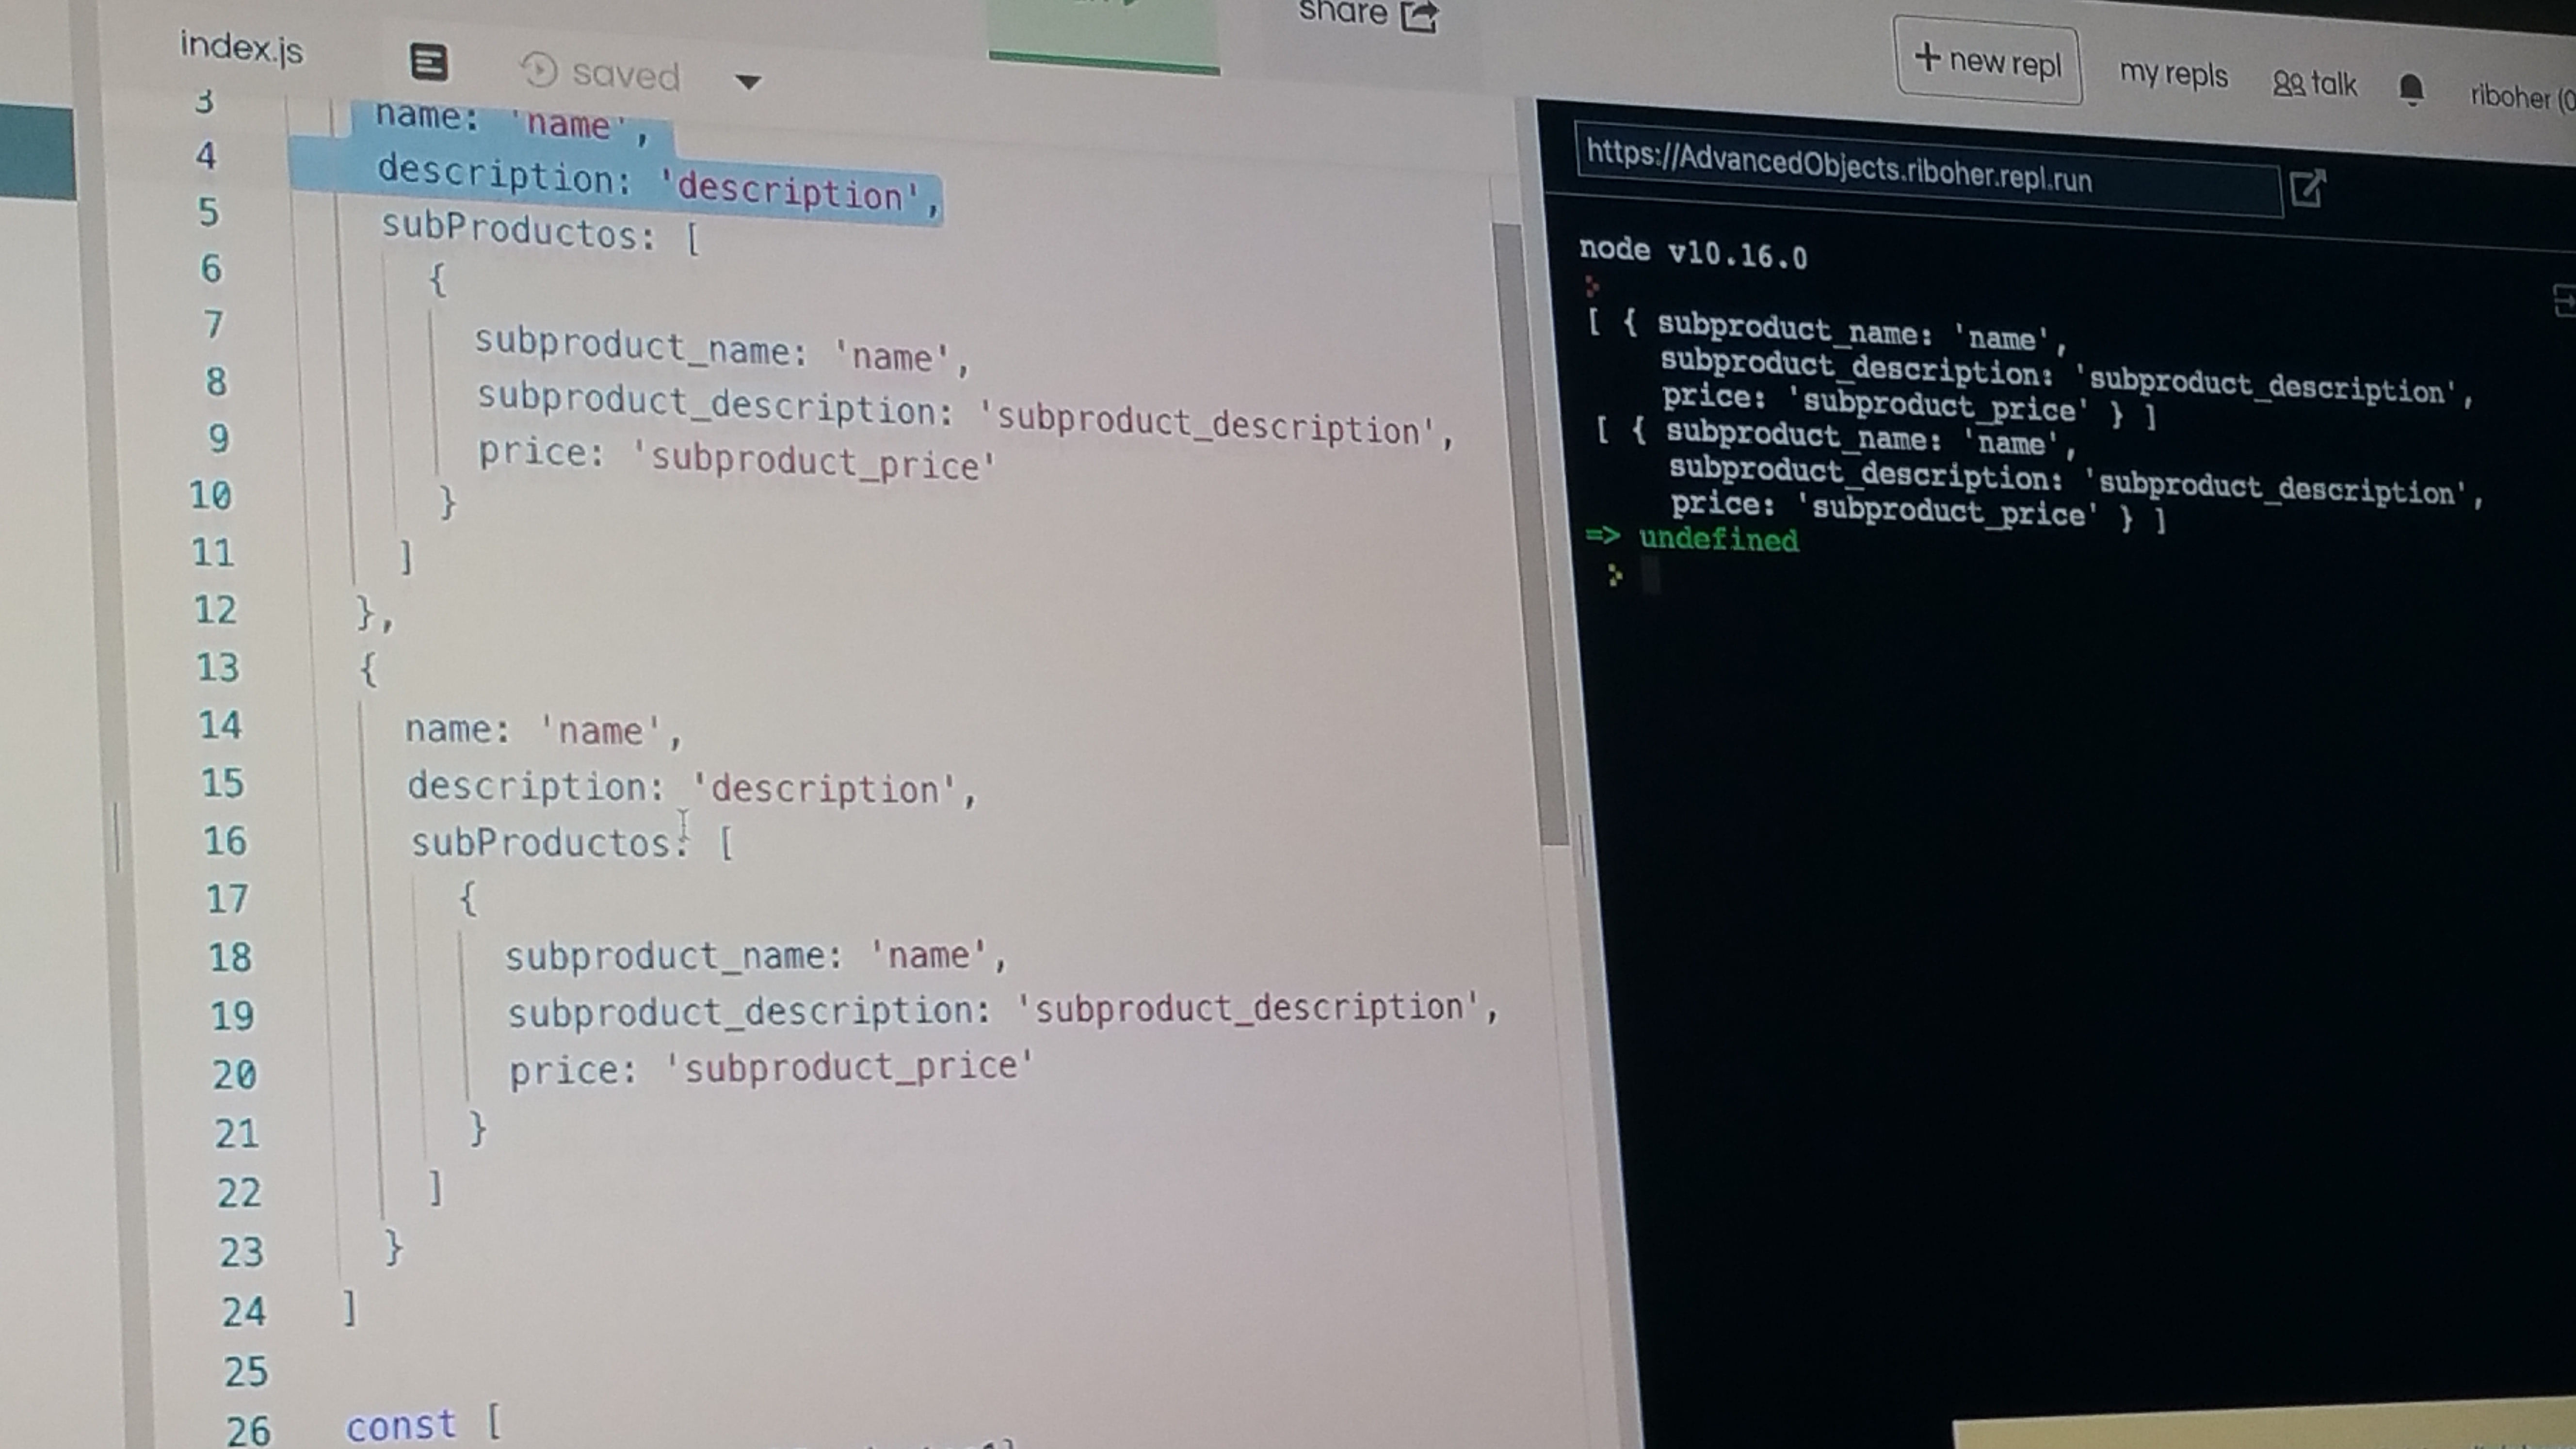 share
+ new repl
my repls
talk
riboher (0
index.js
saved
3 name: 'name',
4 description: 'description',
5 subProductos: [
6 {
7 subproduct_name: 'name',
8 subproduct_description: 'subproduct_description',
9 price: 'subproduct_price'
10 }
11 ]
12 },
13 {
14 name: 'name',
15 description: 'description',
16 subProductos: [
17 {
18 subproduct_name: 'name',
19 subproduct_description: 'subproduct_description',
20 price: 'subproduct_price'
21 }
22 ]
23 }
24 ]
25
26 const [
https://AdvancedObjects.riboher.repl.run
node v10.16.0
[ { subproduct_name: 'name',
subproduct_description: 'subproduct_description',
price: 'subproduct_price' } ]
[ { subproduct_name: 'name',
subproduct_description: 'subproduct_description',
price: 'subproduct_price' } ]
=> undefined